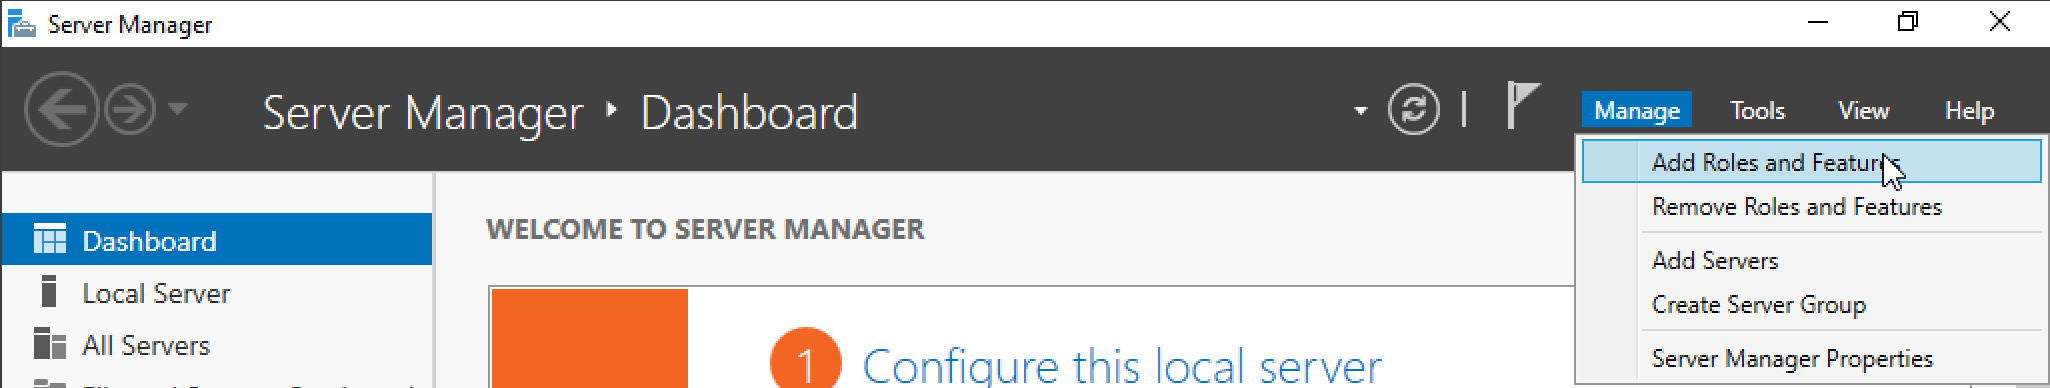 Server Manager
Server Manager ‣ Dashboard
Manage Tools View Help
Add Roles and Features
Remove Roles and Features
Add Servers
Create Server Group
Server Manager Properties
Dashboard
Local Server
All Servers
WELCOME TO SERVER MANAGER
1 Configure this local server